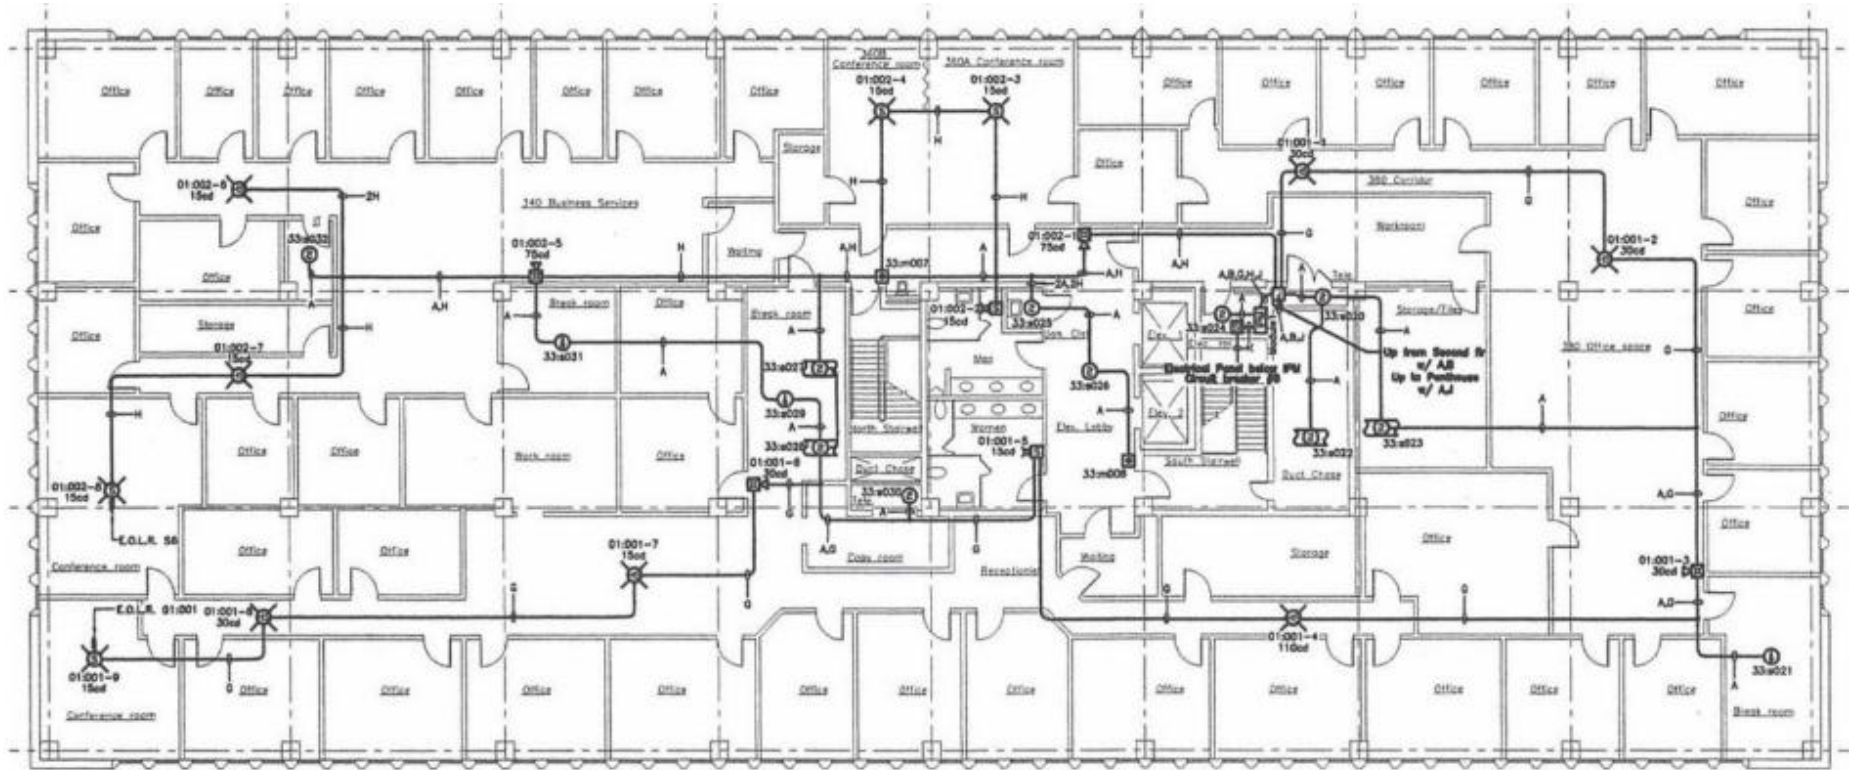 360B
Conference room
360A Conference room
01:002-4
15cd
01:002-3
15cd
Office
Office
Office
Office
Office
Office
Office
Office
Office
Office
Office
Office
Office
Office
Storage
Office
H
01:001-1
30cd
360 Corridor
01:002-6
15cd
2H
H
H
G
Office
340 Business Services
Office
Workroom
Office
33:a032
01:002-5
75cd
Waiting
A,H
33:m007
A
01:002-1
75cd
A,H
G
01:001-2
30cd
Office
H
A,H
A
A,H
2A,2H
A,B,G,H,J
A
Tele.
Office
Break room
Office
Break room
01:002-2
15cd
33:a025
Elev. 1
33:a024
33:a020
Storage/Files
Office
Storage
H
A
33:a031
A
A
Men
A,B,J
A
380 Office space
G
Office
01:002-7
15cd
33:a027
33:a026
Electrical Panel below IFM
Up from Second flr
w/ A,B
Up to Penthouse
w/ A,J
H
33:a029
A
33:a028
North Stairwell
Women
Elev. Lobby
A
Elev. 2
A
A
Office
Office
Work room
Office
01:001-5
15cd
33:a022
33:a023
Office
01:002-8
15cd
01:001-6
30cd
Duct Chase
33:a030
Tele.
A
33:m008
South Stairwell
Duct Chase
A,G
G
E.O.L.R. S6
Conference room
Office
Office
01:001-7
15cd
A,G
G
Copy room
Receptionist
Waiting
Storage
Office
Office
01:001-3
30cd
E.O.L.R. 01:001
01:001-8
30cd
G
G
G
01:001-4
110cd
G
A,G
01:001-9
15cd
G
33:a021
A
Conference room
Office
Office
Office
Office
Office
Office
Office
Office
Office
Office
Office
Office
Break room